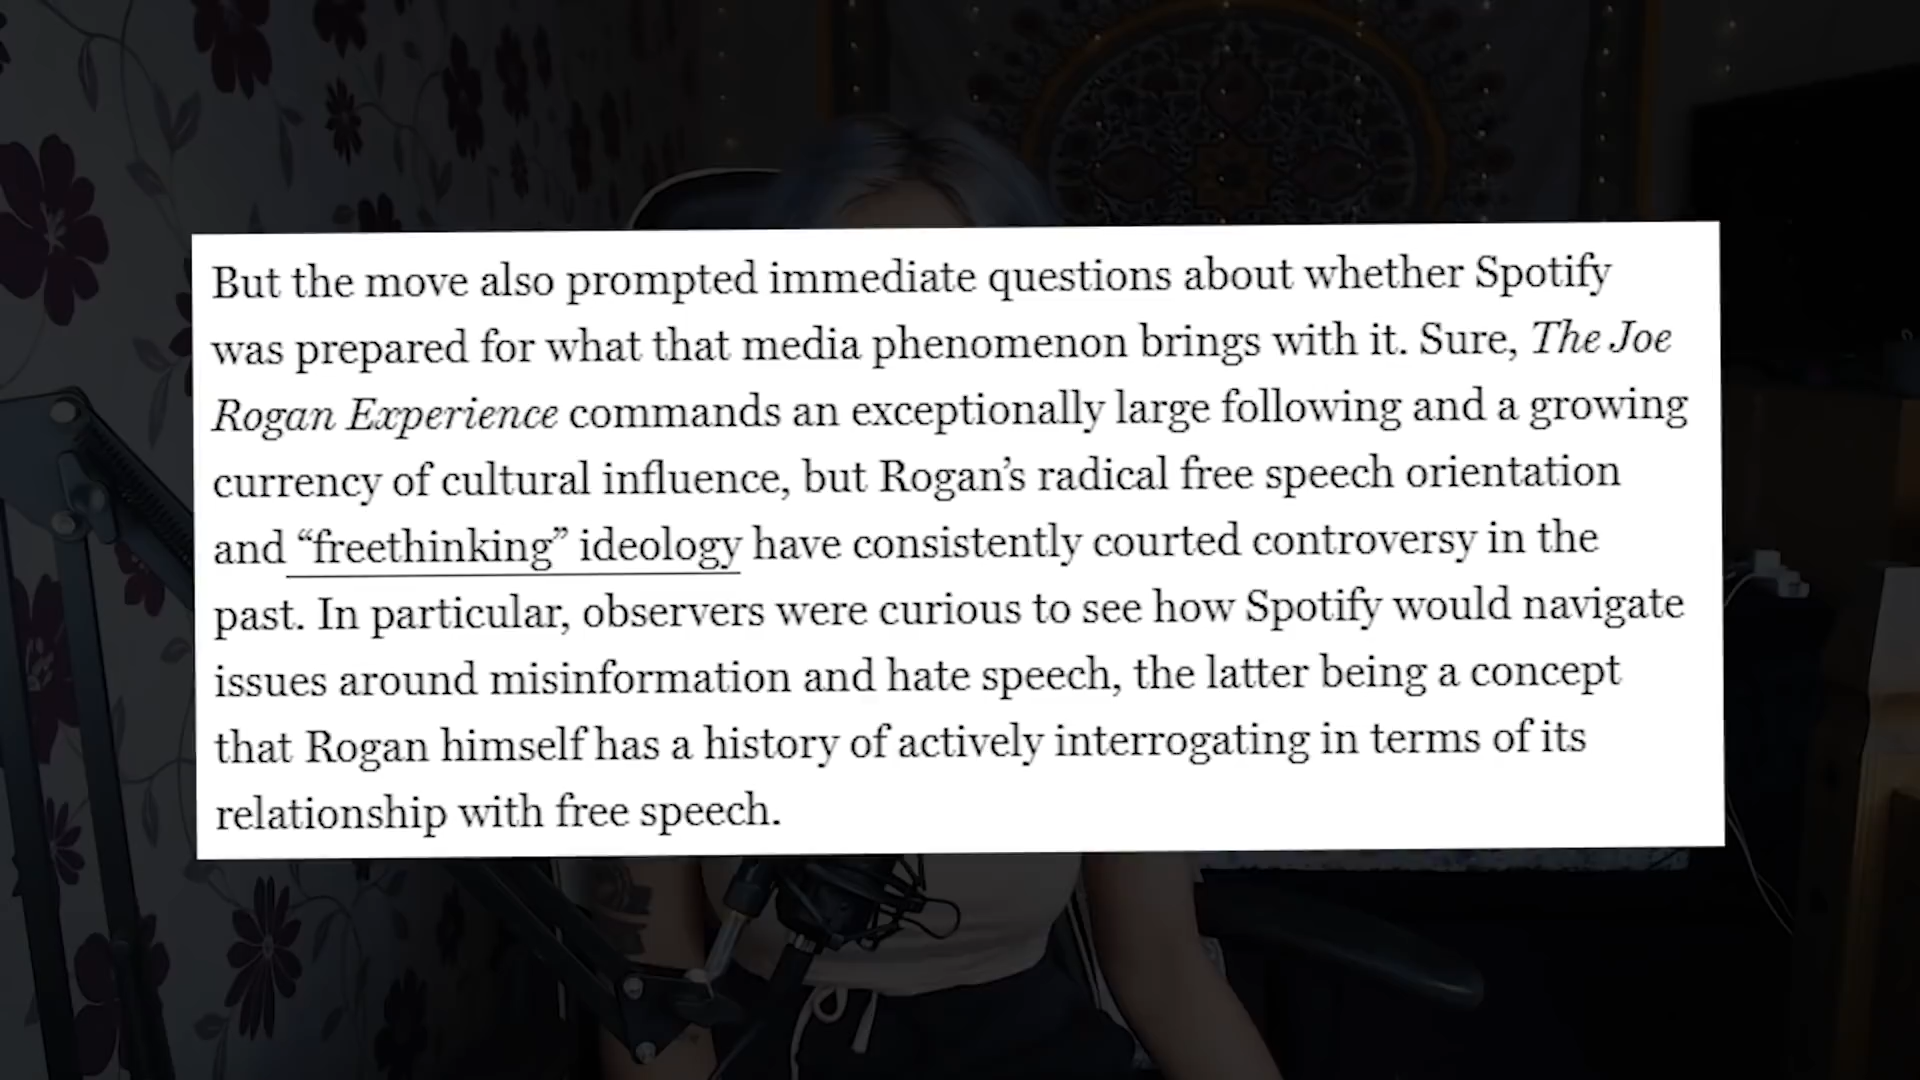 But the move also prompted immediate questions about whether Spotify
was prepared for what that media phenomenon brings with it. Sure, The Joe
Rogan Experience commands an exceptionally large following and a growing
currency of cultural influence, but Rogan’s radical free speech orientation
and “freethinking” ideology have consistently courted controversy in the
past. In particular, observers were curious to see how Spotify would navigate
issues around misinformation and hate speech, the latter being a concept
that Rogan himself has a history of actively interrogating in terms of its
relationship with free speech.